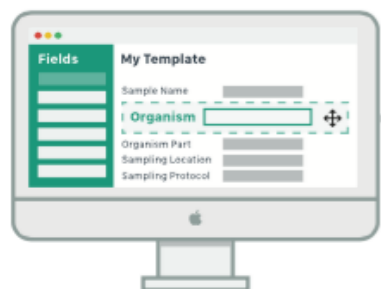 Fields
My Template
Sample Name
Organism
Organism Part
Sampling Location
Sampling Protocol